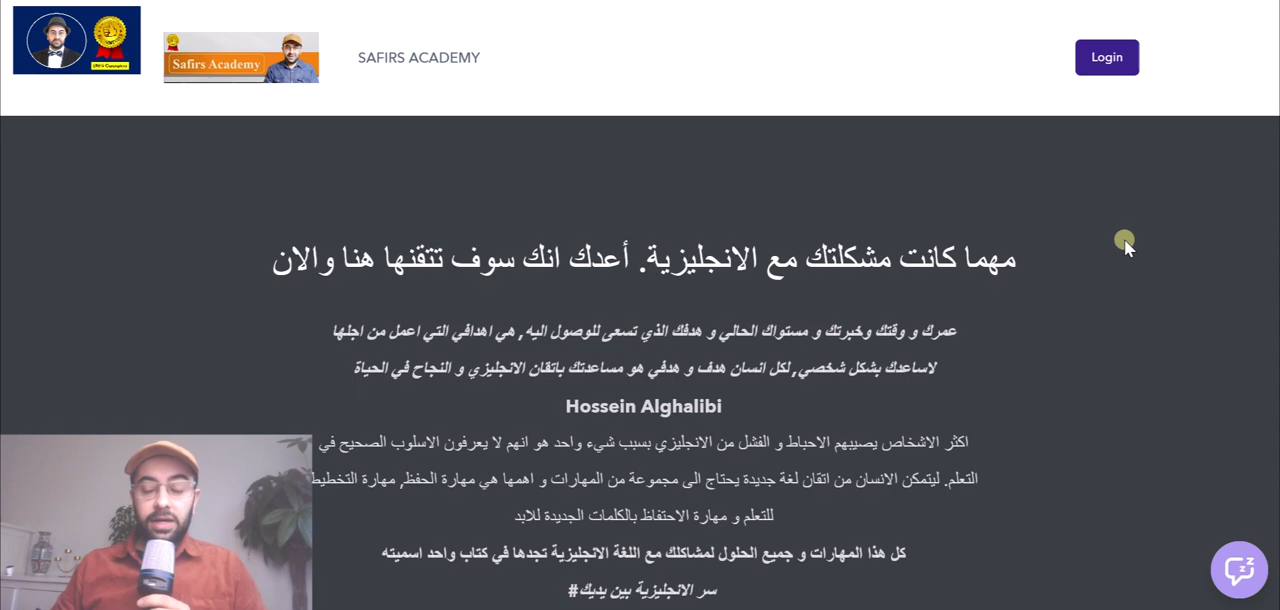 Safirs Academy
SAFIRS ACADEMY
Login
مهما كانت مشكلتك مع الانجليزية. أعدك انك سوف تتقنها هنا والان
عمرك و وقتك وخبرتك و مستواك الحالي و هدفك الذي تسعى للوصول اليه, هي اهدافي التي اعمل من اجلها
لاساعدك بشكل شخصي, لكل انسان هدف و هدفي هو مساعدتك باتقان الانجليزي و النجاح في الحياة
Hossein Alghalibi
اكثر الاشخاص يصيبهم الاحباط و الفشل من الانجليزي بسبب شيء واحد هو انهم لا يعرفون الاسلوب الصحيح في
التعلم. ليتمكن الانسان من اتقان لغة جديدة يحتاج الى مجموعة من المهارات و اهمها هي مهارة الحفظ, مهارة التخطيط
للتعلم و مهارة الاحتفاظ بالكلمات الجديدة للابد
كل هذا المهارات و جميع الحلول لمشاكلك مع اللغة الانجليزية تجدها في كتاب واحد اسميته
سر الانجليزية بين يديك#